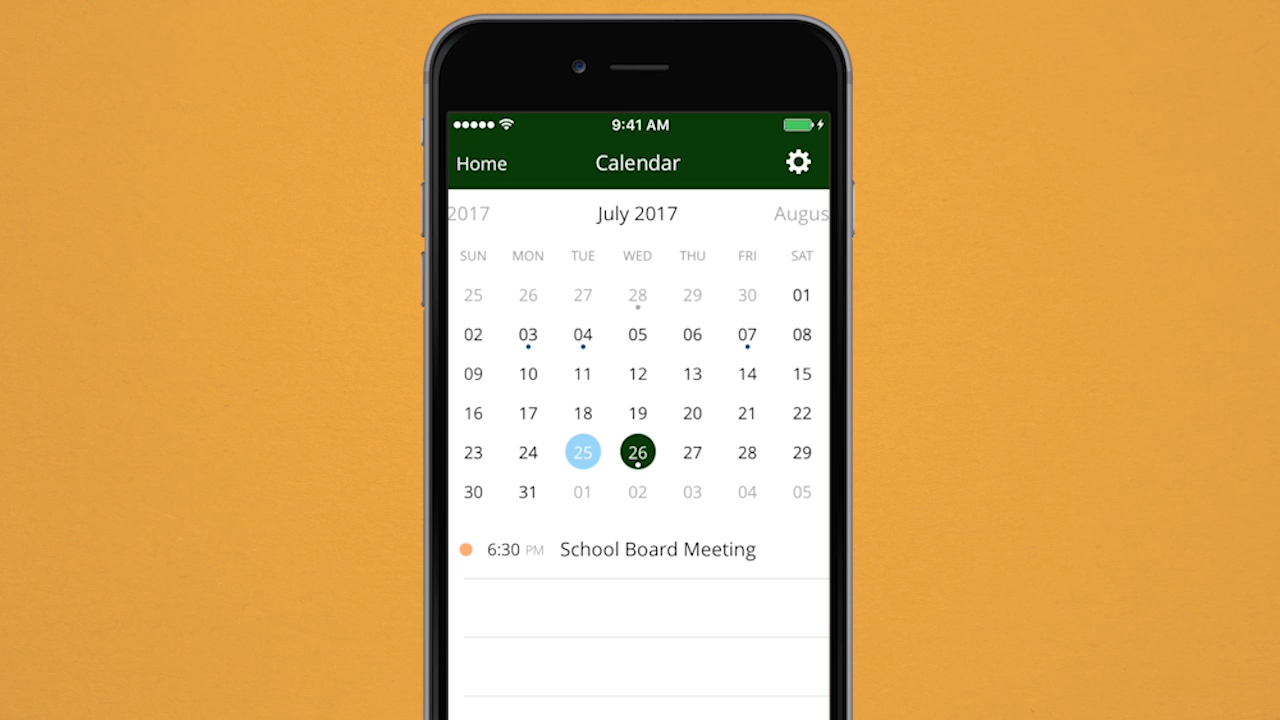 9:41 AM
Home Calendar
2017 July 2017 Augus
SUN MON TUE WED THU FRI SAT
25 26 27 28 29 30 01
02 03 04 05 06 07 08
09 10 11 12 13 14 15
16 17 18 19 20 21 22
23 24 25 26 27 28 29
30 31 01 02 03 04 05
6:30 PM School Board Meeting